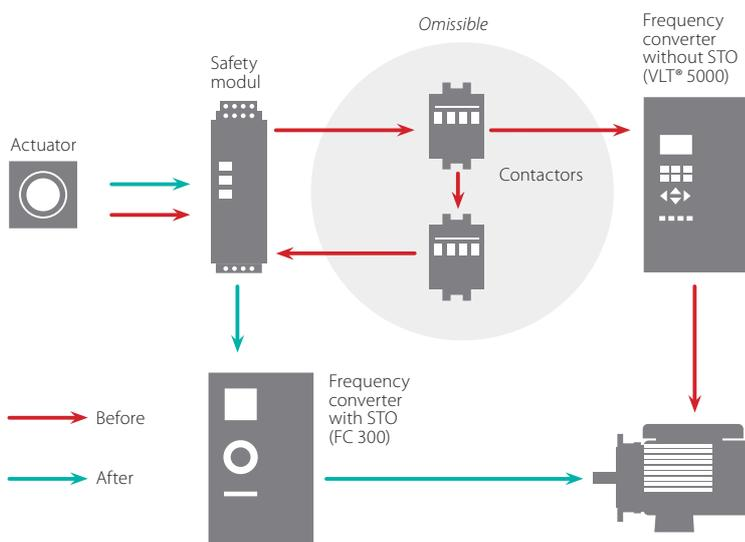 Omissible
Frequency
converter
without STO
(VLT® 5000)
Safety
modul
Actuator
Contactors
Frequency
converter
with STO
(FC 300)
Before
After